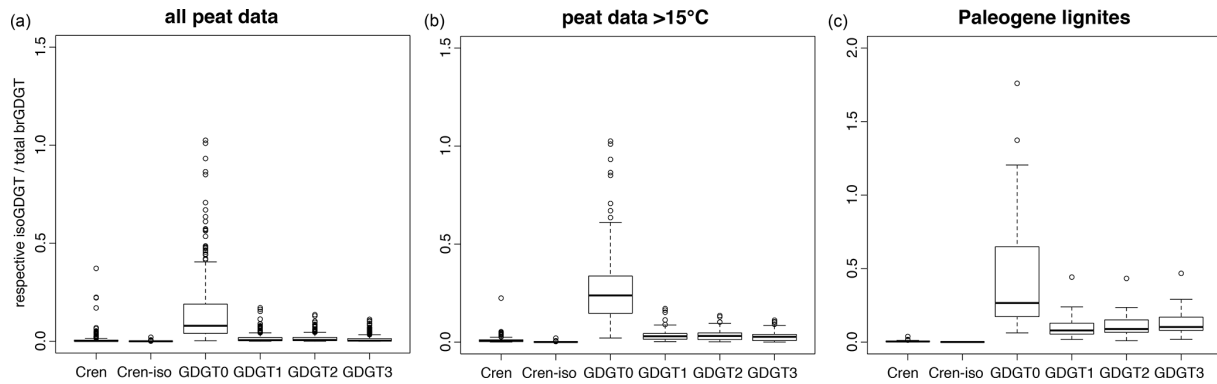 (a) all peat data
respective isoGDGT / total brGDGT
1.5
1.0
0.5
0.0
Cren Cren-iso GDGT0 GDGT1 GDGT2 GDGT3
(b) peat data >15°C
1.5
1.0
0.5
0.0
Cren Cren-iso GDGT0 GDGT1 GDGT2 GDGT3
(c) Paleogene lignites
2.0
1.5
1.0
0.5
0.0
Cren Cren-iso GDGT0 GDGT1 GDGT2 GDGT3